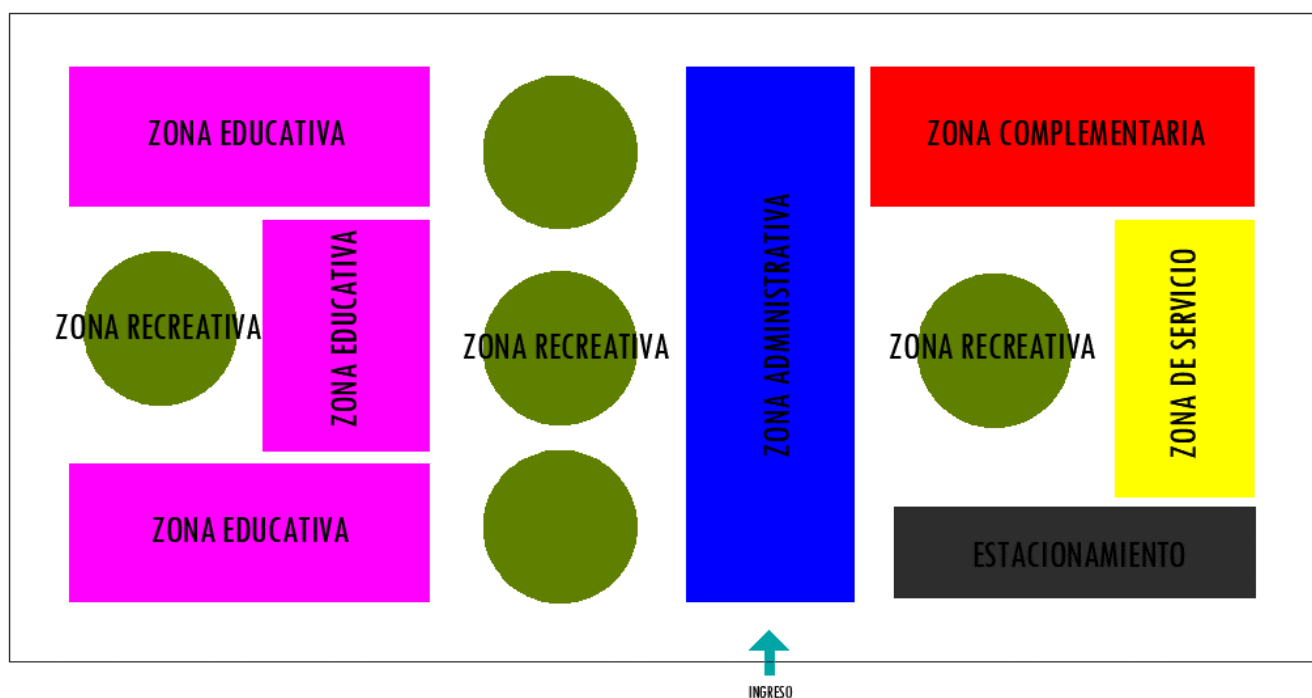 ZONA EDUCATIVA
ZONA COMPLEMENTARIA
ZONA RECREATIVA
ZONA EDUCATIVA
ZONA RECREATIVA
ZONA ADMINISTRATIVA
ZONA RECREATIVA
ZONA DE SERVICIO
ZONA EDUCATIVA
ESTACIONAMIENTO
INGRESO